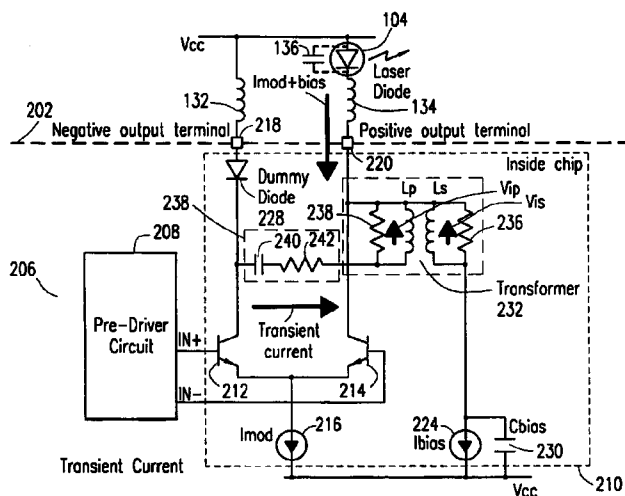 Vcc
136
104
Laser
Diode
Imod+bias
132
134
202
Negative output terminal
218
Positive output terminal
220
Inside chip
Dummy
Diode
228
238
240
242
238
Lp
Ls
Vip
Vis
236
Transformer
232
206
208
Pre-Driver
Circuit
IN+
IN-
Transient
current
212
214
Imod
216
224
Ibias
Cbias
230
Transient Current
Vcc
210